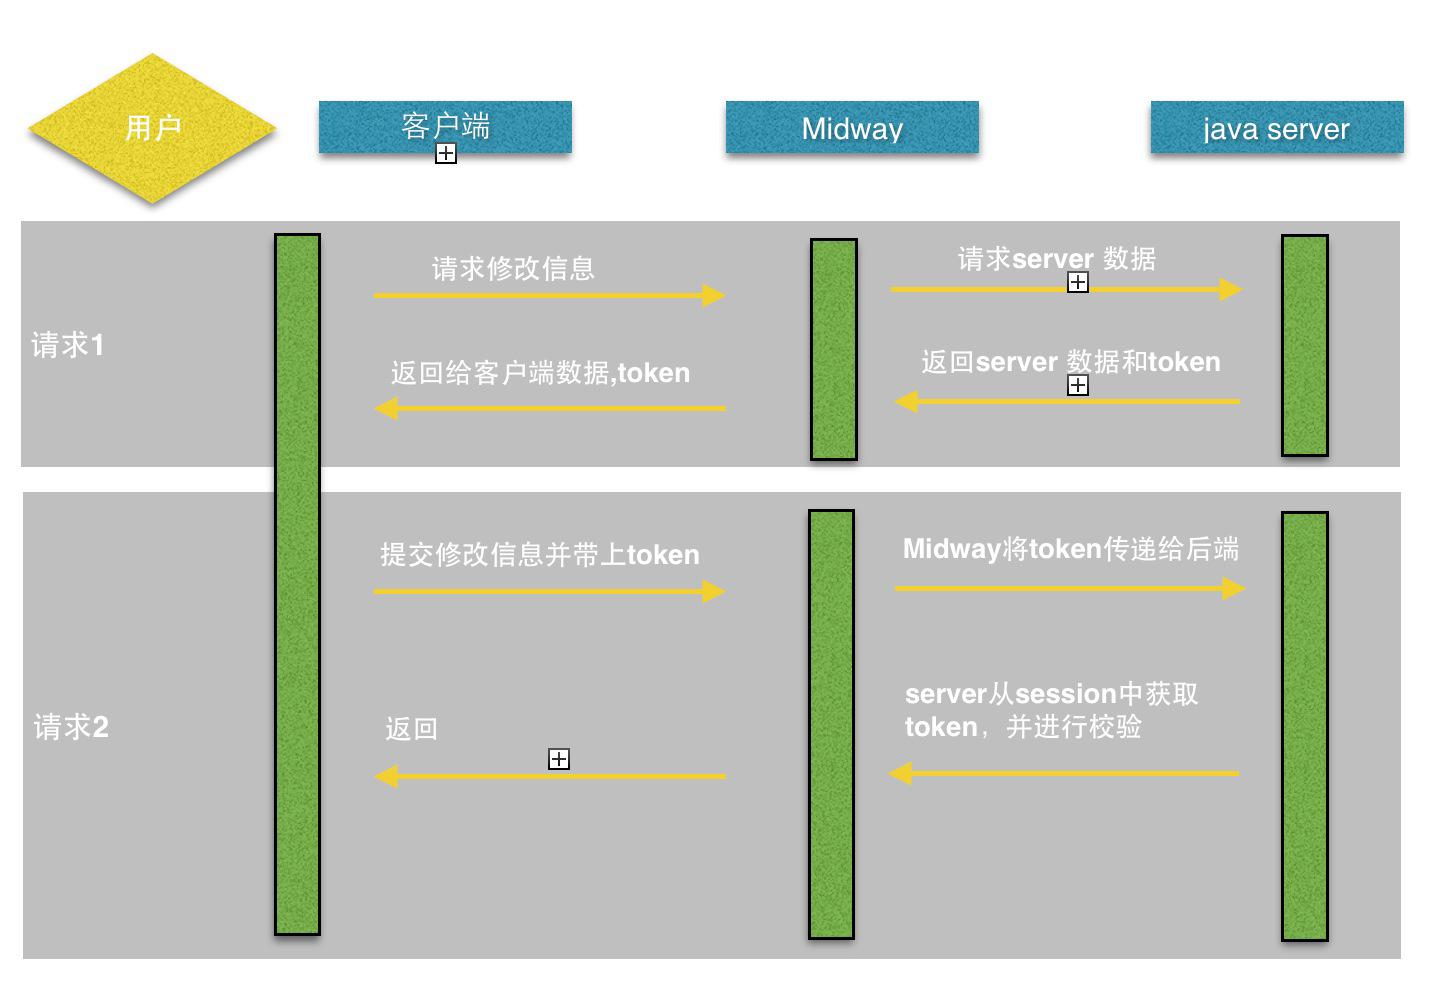 用户
客户端
Midway
java server
请求1
请求修改信息
请求server 数据
返回给客户端数据,token
返回server 数据和token
请求2
提交修改信息并带上token
Midway将token传递给后端
返回
server从session中获取
token，并进行校验